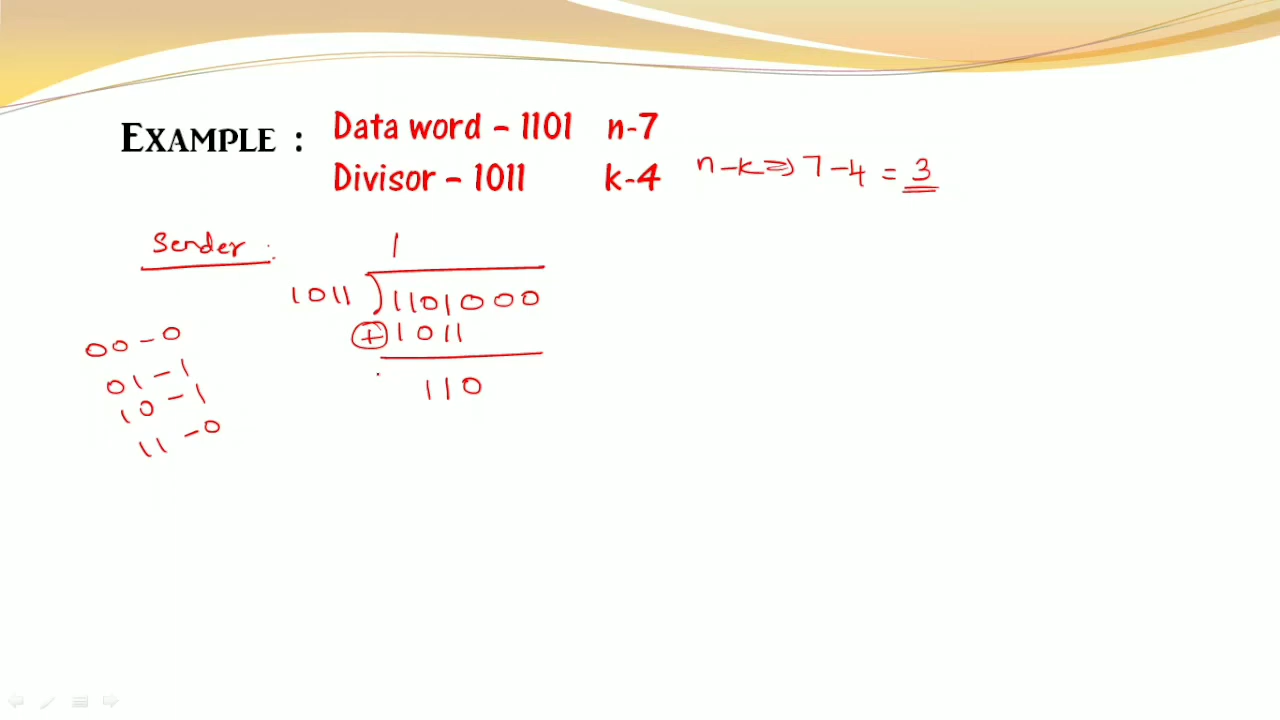 EXAMPLE :
Data word – 1101 n-7
Divisor – 1011 k-4
n-k⇒7-4 = 3
Sender :
1
1011 ) 1101000
+ 1011
110
00-0
01-1
10-1
11-0